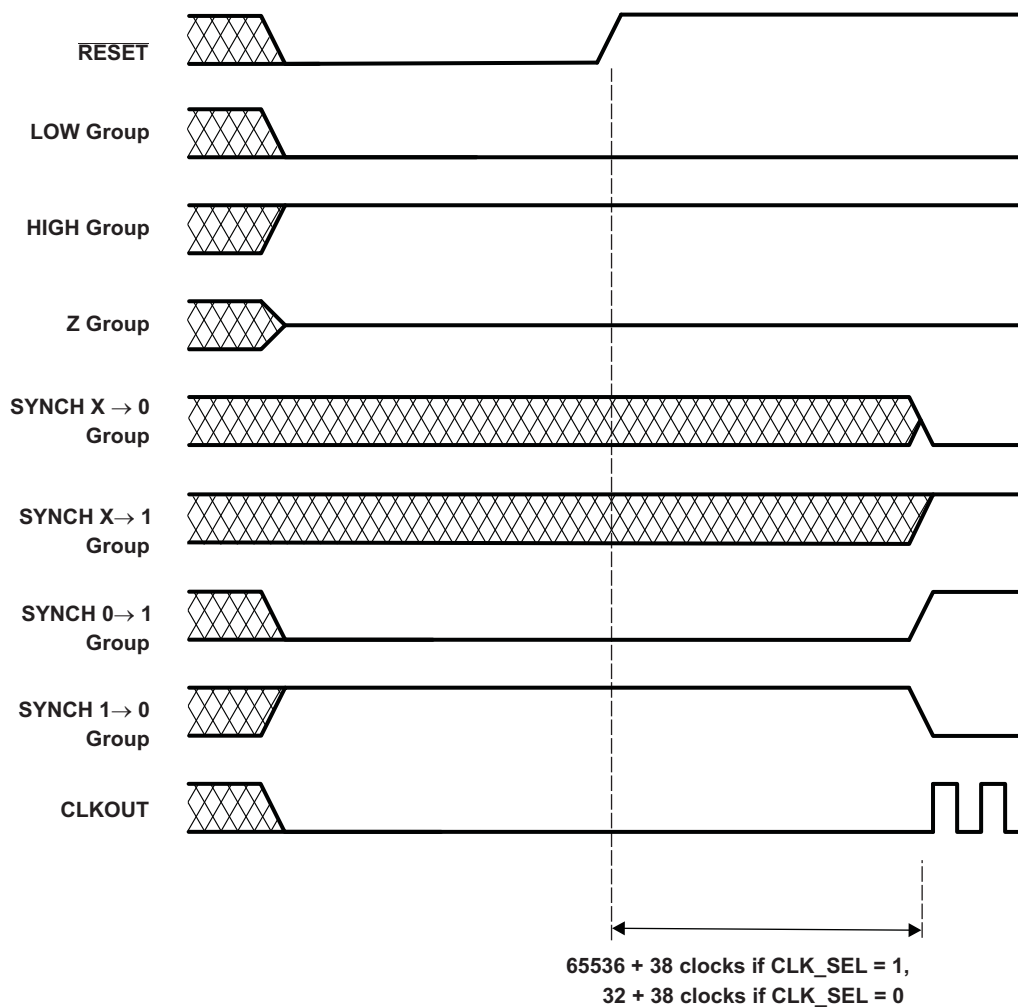 RESET
LOW Group
HIGH Group
Z Group
SYNCH X → 0
Group
SYNCH X→ 1
Group
SYNCH 0→ 1
Group
SYNCH 1→ 0
Group
CLKOUT
65536 + 38 clocks if CLK_SEL = 1,
32 + 38 clocks if CLK_SEL = 0